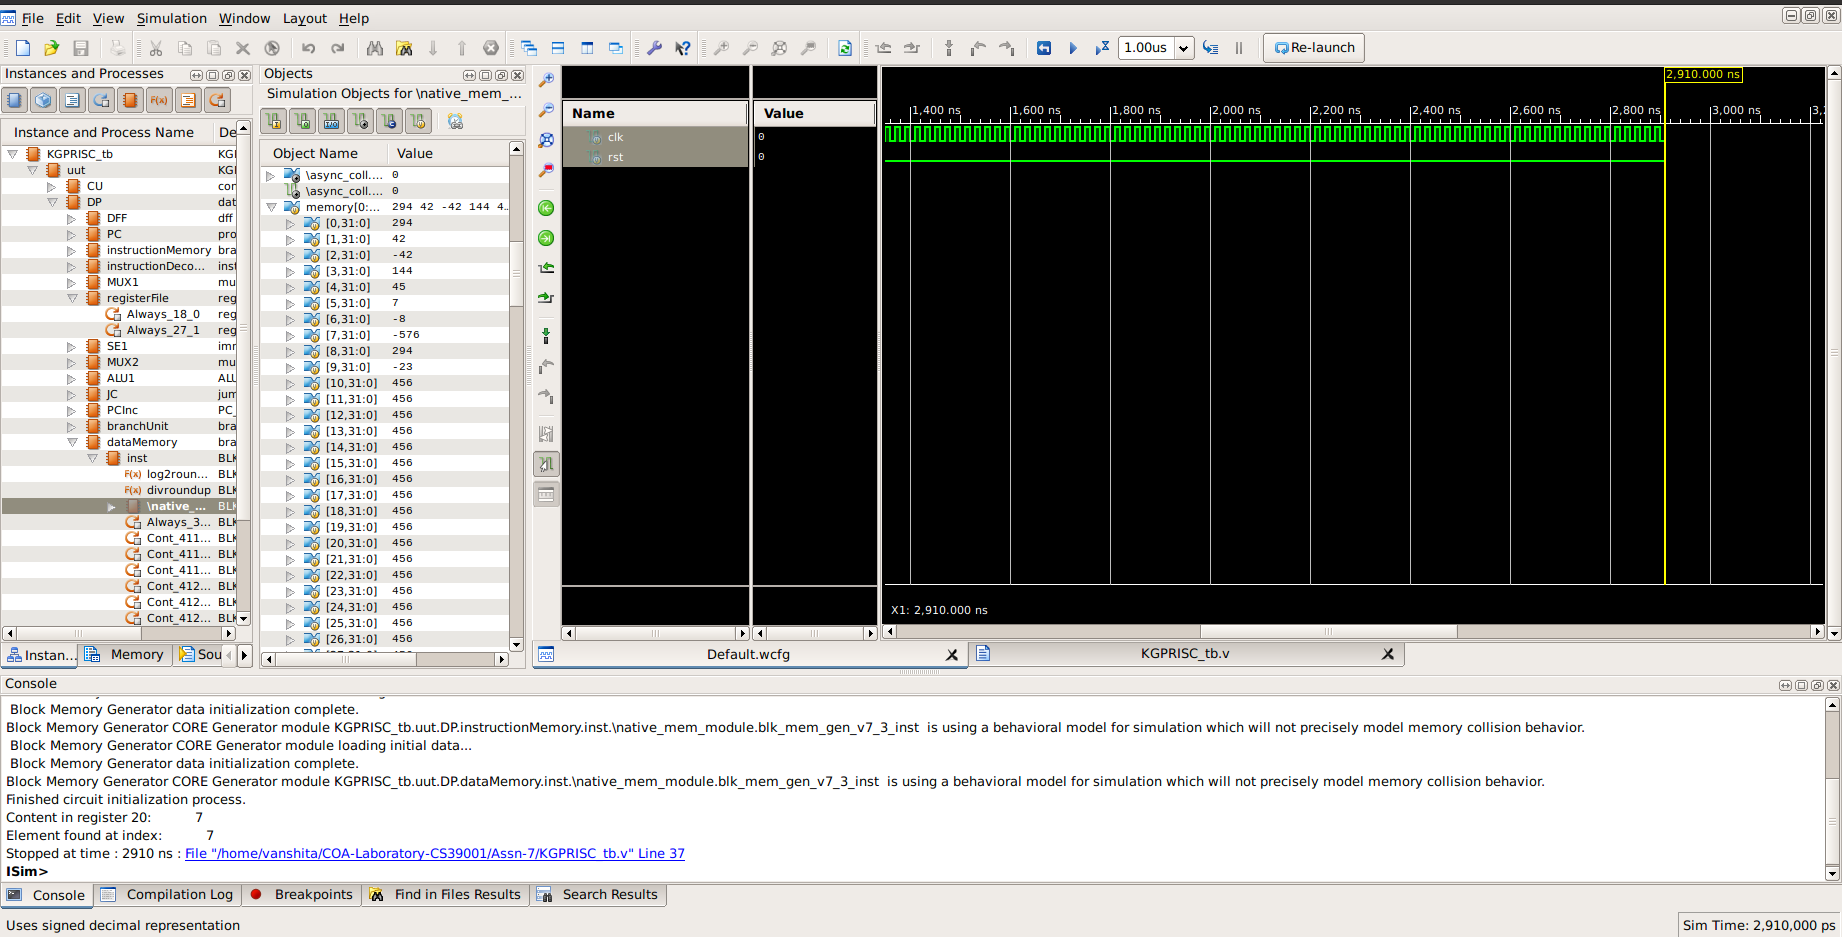 File Edit View Simulation Window Layout Help
1.00us Re-launch
Instances and Processes
Instance and Process Name De
KGPRISC_tb KGI
uut KGI
CU cor
DP dat
DFF dff
PC pro
instructionMemory bra
instructionDeco... inst
MUX1 mu
registerFile reg
Always_18_0 reg
Always_27_1 reg
SE1 imr
MUX2 mu
ALU1 ALU
JC jum
PCInc PC_
branchUnit bra
dataMemory bra
inst BLK
F(x) log2roun... BLK
F(x) divroundup BLK
\native_... BLK
Always_3... BLK
Cont_411... BLK
Cont_411... BLK
Cont_411... BLK
Cont_412... BLK
Cont_412... BLK
Cont_412... BLK
Instan... Memory Sou
Objects
Simulation Objects for \native_mem_...
Object Name Value
\async_coll.... 0
\async_coll.... 0
memory[0:... 294 42 -42 144 4...
[0,31:0] 294
[1,31:0] 42
[2,31:0] -42
[3,31:0] 144
[4,31:0] 45
[5,31:0] 7
[6,31:0] -8
[7,31:0] -576
[8,31:0] 294
[9,31:0] -23
[10,31:0] 456
[11,31:0] 456
[12,31:0] 456
[13,31:0] 456
[14,31:0] 456
[15,31:0] 456
[16,31:0] 456
[17,31:0] 456
[18,31:0] 456
[19,31:0] 456
[20,31:0] 456
[21,31:0] 456
[22,31:0] 456
[23,31:0] 456
[24,31:0] 456
[25,31:0] 456
[26,31:0] 456
Name Value
clk 0
rst 0
2,910.000 ns
1,400 ns 1,600 ns 1,800 ns 2,000 ns 2,200 ns 2,400 ns 2,600 ns 2,800 ns 3,000 ns
X1: 2,910.000 ns
Default.wcfg KGPRISC_tb.v
Console
Block Memory Generator data initialization complete.
Block Memory Generator CORE Generator module KGPRISC_tb.uut.DP.instructionMemory.inst.\native_mem_module.blk_mem_gen_v7_3_inst is using a behavioral model for simulation which will not precisely model memory collision behavior.
Block Memory Generator CORE Generator module loading initial data...
Block Memory Generator data initialization complete.
Block Memory Generator CORE Generator module KGPRISC_tb.uut.DP.dataMemory.inst.\native_mem_module.blk_mem_gen_v7_3_inst is using a behavioral model for simulation which will not precisely model memory collision behavior.
Finished circuit initialization process.
Content in register 20: 7
Element found at index: 7
Stopped at time : 2910 ns : File "/home/vanshita/COA-Laboratory-CS39001/Assn-7/KGPRISC_tb.v" Line 37
ISim>
Console Compilation Log Breakpoints Find in Files Results Search Results
Uses signed decimal representation Sim Time: 2,910,000 ps